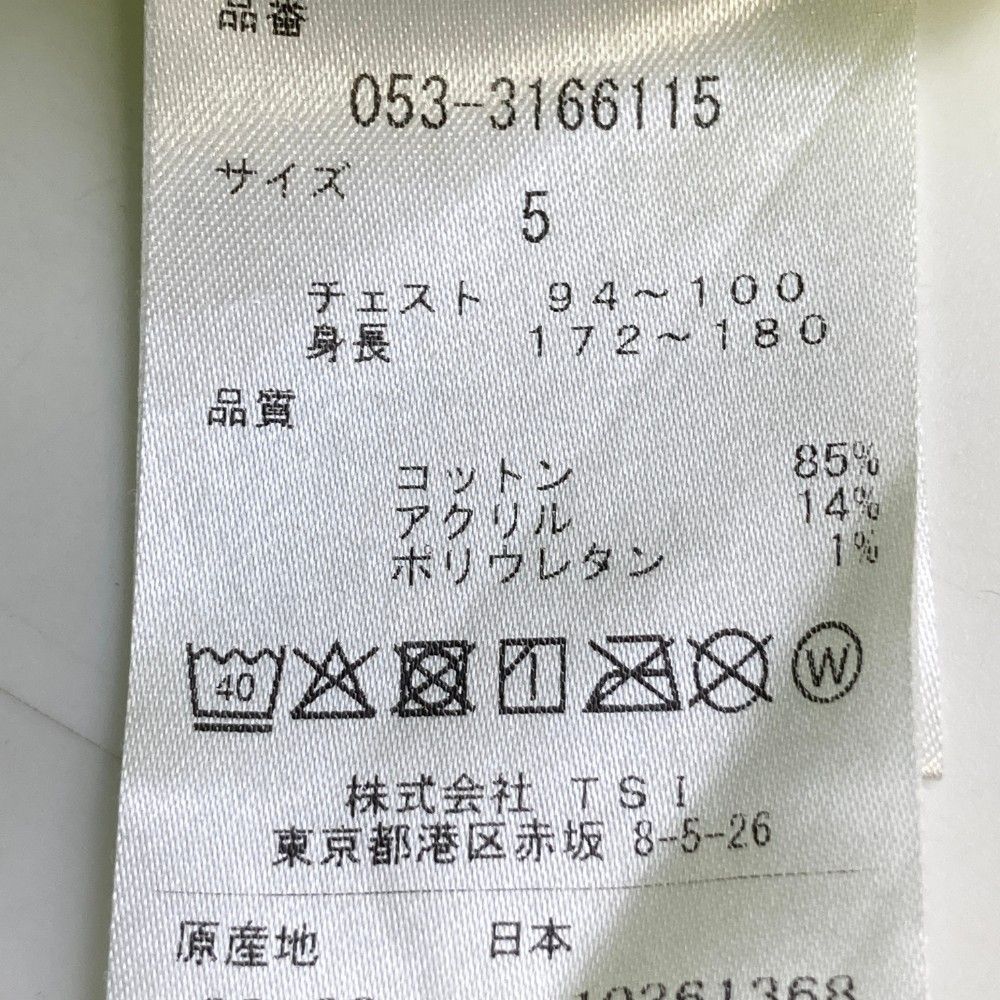 品番
053-3166115
サイズ
5
チェスト 94～100
身長 172～180
品質
コットン 85%
アクリル 14%
ポリウレタン 1%
40 W
株式会社 TSI
東京都港区赤坂 8-5-26
原産地 日本
10261368